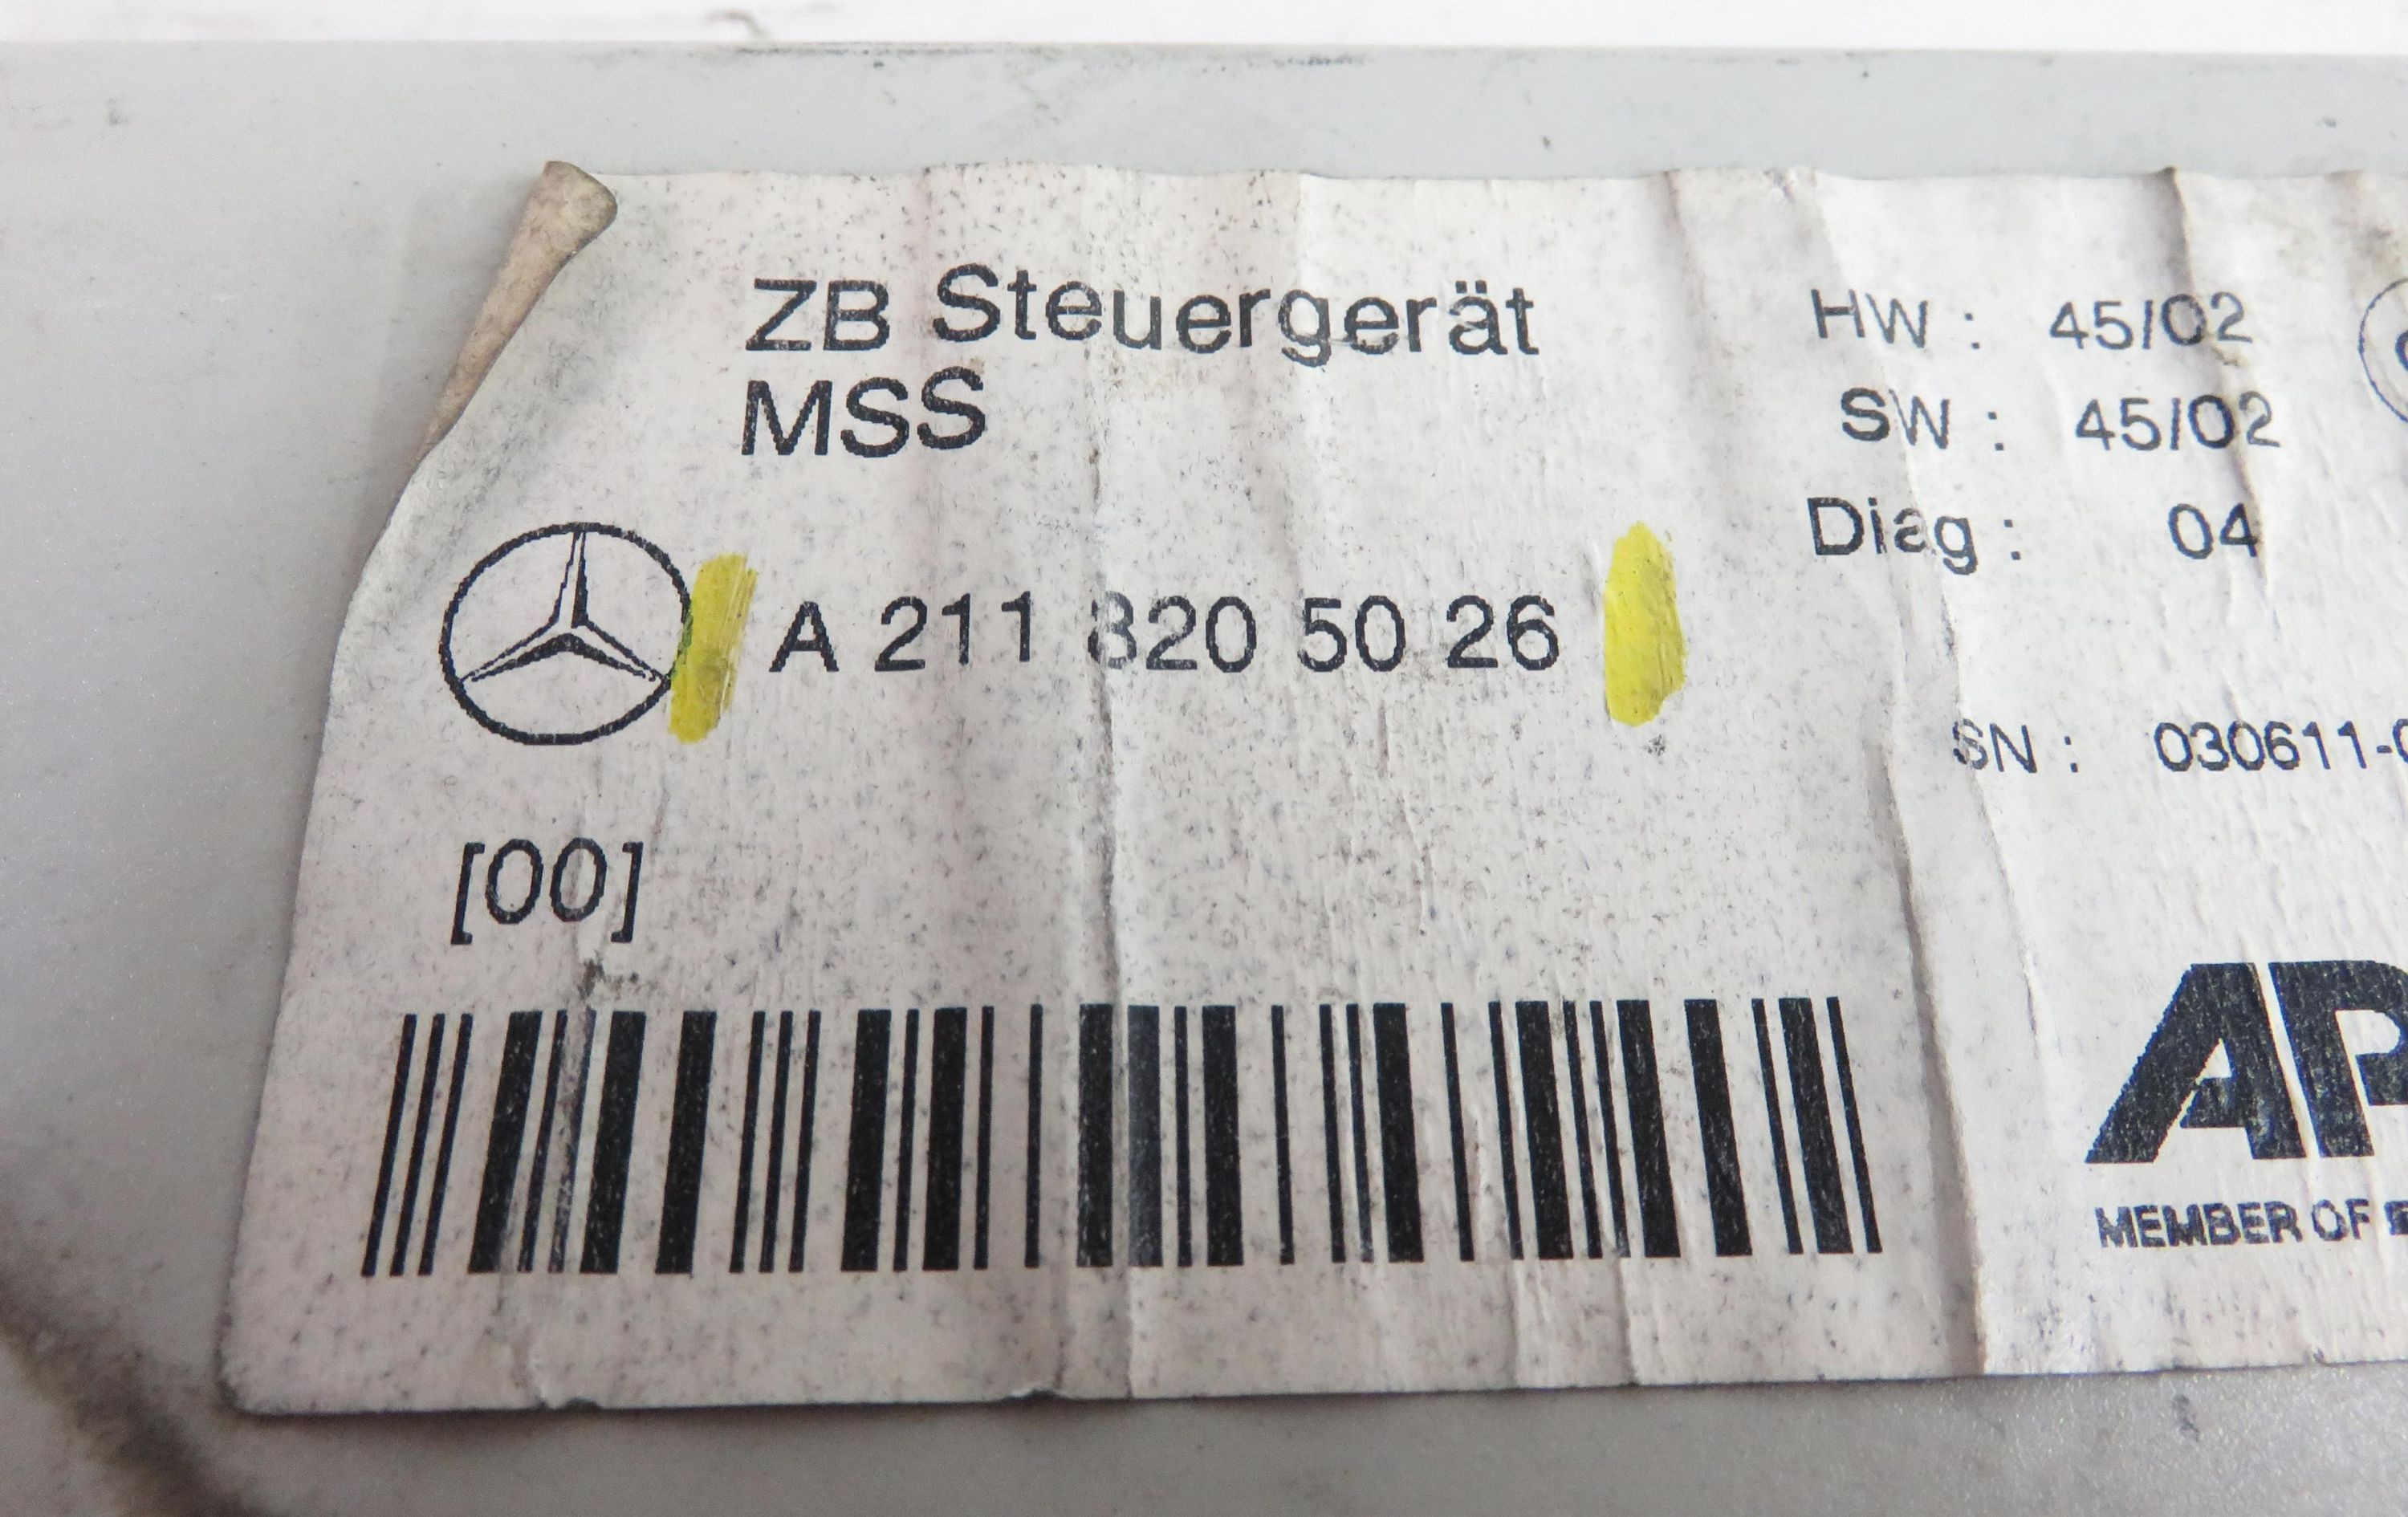 ZB Steuergerät
MSS
A 211 820 50 26
[00]
HW : 45/02
SW : 45/02
Diag : 04
SN : 030611-
MEMBER OF